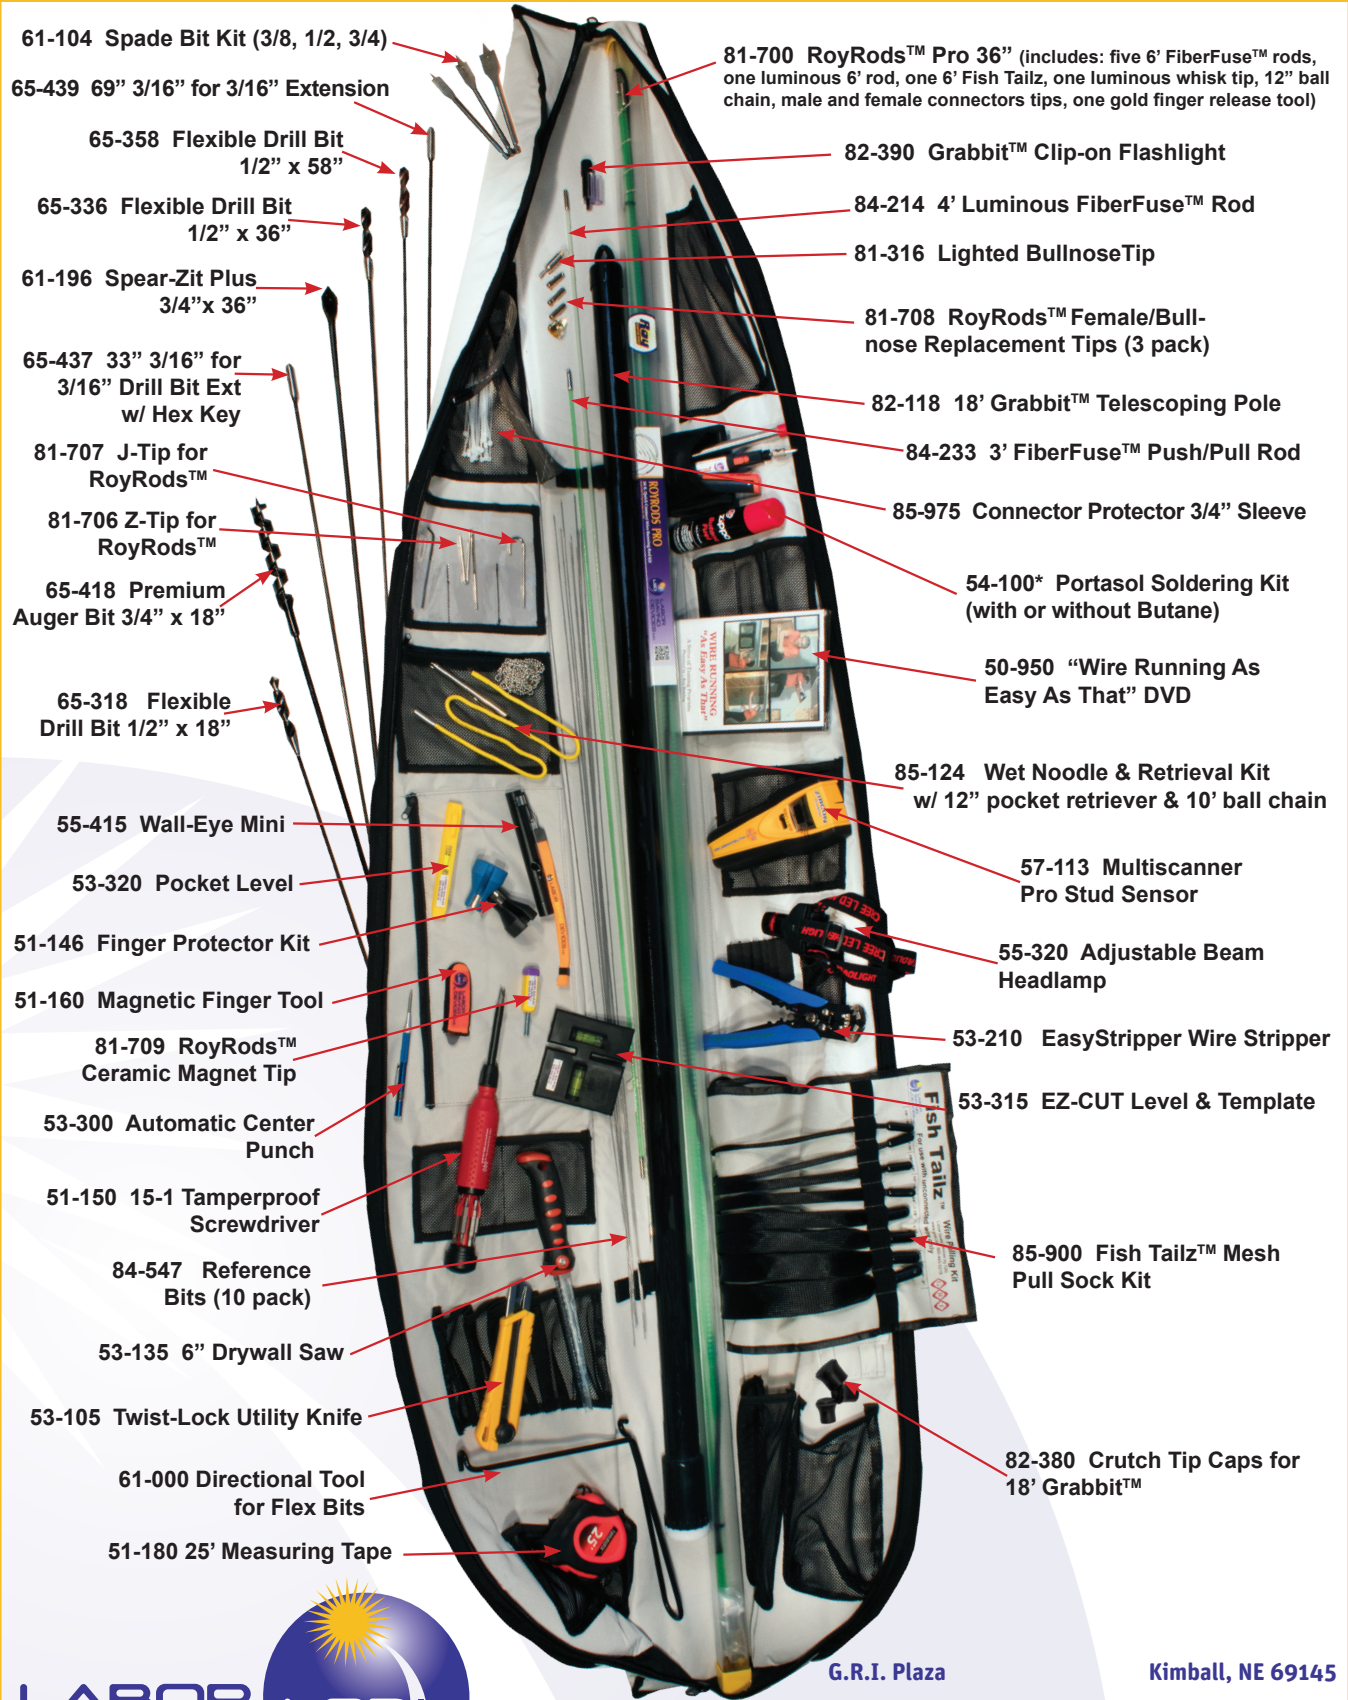 61-104 Spade Bit Kit (3/8, 1/2, 3/4)
65-439 69” 3/16” for 3/16” Extension
65-358 Flexible Drill Bit
1/2” x 58”
65-336 Flexible Drill Bit
1/2” x 36”
61-196 Spear-Zit Plus
3/4”x 36”
65-437 33” 3/16” for
3/16” Drill Bit Ext
w/ Hex Key
81-707 J-Tip for
RoyRods™
81-706 Z-Tip for
RoyRods™
65-418 Premium
Auger Bit 3/4” x 18”
65-318 Flexible
Drill Bit 1/2” x 18”
55-415 Wall-Eye Mini
53-320 Pocket Level
51-146 Finger Protector Kit
51-160 Magnetic Finger Tool
81-709 RoyRods™
Ceramic Magnet Tip
53-300 Automatic Center
Punch
51-150 15-1 Tamperproof
Screwdriver
84-547 Reference
Bits (10 pack)
53-135 6” Drywall Saw
53-105 Twist-Lock Utility Knife
61-000 Directional Tool
for Flex Bits
51-180 25’ Measuring Tape
81-700 RoyRods™ Pro 36” (includes: five 6’ FiberFuse™ rods,
one luminous 6’ rod, one 6’ Fish Tailz, one luminous whisk tip, 12” ball
chain, male and female connectors tips, one gold finger release tool)
82-390 Grabbit™ Clip-on Flashlight
84-214 4’ Luminous FiberFuse™ Rod
81-316 Lighted BullnoseTip
81-708 RoyRods™ Female/Bull-
nose Replacement Tips (3 pack)
82-118 18’ Grabbit™ Telescoping Pole
84-233 3’ FiberFuse™ Push/Pull Rod
85-975 Connector Protector 3/4” Sleeve
54-100* Portasol Soldering Kit
(with or without Butane)
50-950 “Wire Running As
Easy As That” DVD
85-124 Wet Noodle & Retrieval Kit
w/ 12” pocket retriever & 10’ ball chain
57-113 Multiscanner
Pro Stud Sensor
55-320 Adjustable Beam
Headlamp
53-210 EasyStripper Wire Stripper
53-315 EZ-CUT Level & Template
85-900 Fish Tailz™ Mesh
Pull Sock Kit
82-380 Crutch Tip Caps for
18’ Grabbit™
Roy
ROYRODS PRO
Zippo
WIRE RUNNING
"As Easy As That"
CREE LED
Fish Tailz™
Wire Pulling Kit
25'
LABOR
G.R.I. Plaza
Kimball, NE 69145